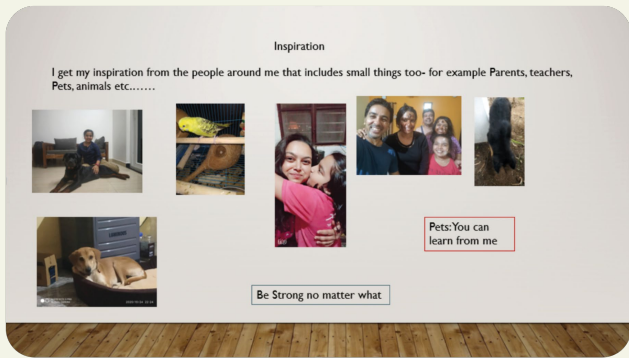 Inspiration
I get my inspiration from the people around me that includes small things too- for example Parents, teachers,
Pets, animals etc.......
Pets: You can
learn from me
Be Strong no matter what